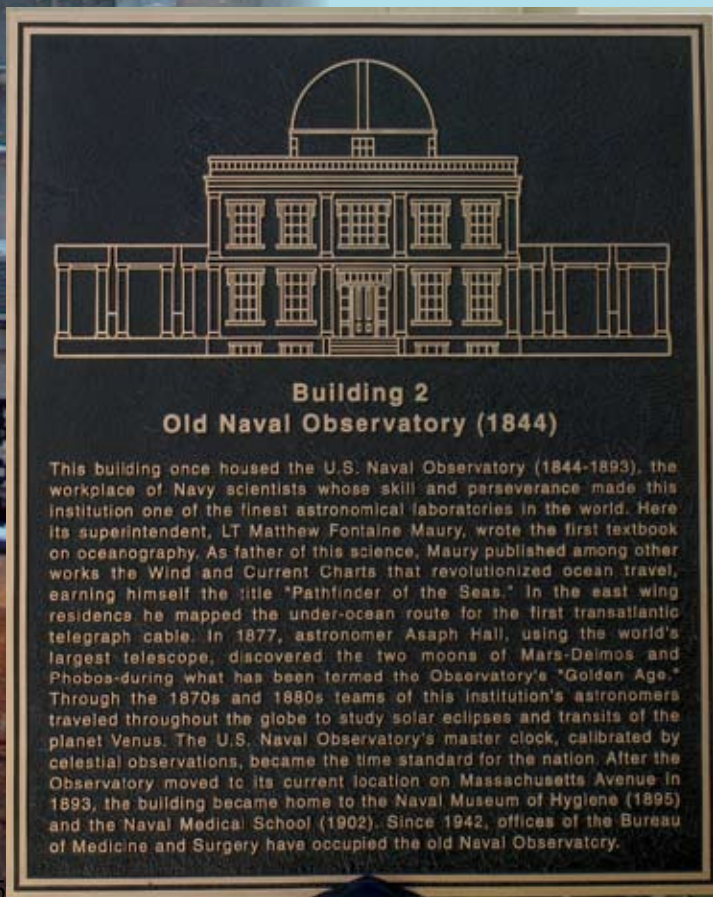 Building 2
Old Naval Observatory (1844)
This building once housed the U.S. Naval Observatory (1844-1893), the
workplace of Navy scientists whose skill and perseverance made this
institution one of the finest astronomical laboratories in the world. Here
its superintendent, LT Matthew Fontaine Maury, wrote the first textbook
on oceanography. As father of this science, Maury published among other
works the Wind and Current Charts that revolutionized ocean travel,
earning himself the title "Pathfinder of the Seas." In the east wing
residence he mapped the under-ocean route for the first transatlantic
telegraph cable. In 1877, astronomer Asaph Hall, using the world's
largest telescope, discovered the two moons of Mars-Deimos and
Phobos-during what has been termed the Observatory's "Golden Age."
Through the 1870s and 1880s teams of this institution's astronomers
traveled throughout the globe to study solar eclipses and transits of the
planet Venus. The U.S. Naval Observatory's master clock, calibrated by
celestial observations, became the time standard for the nation. After the
Observatory moved to its current location on Massachusetts Avenue in
1893, the building became home to the Naval Museum of Hygiene (1895)
and the Naval Medical School (1902). Since 1942, offices of the Bureau
of Medicine and Surgery have occupied the old Naval Observatory.